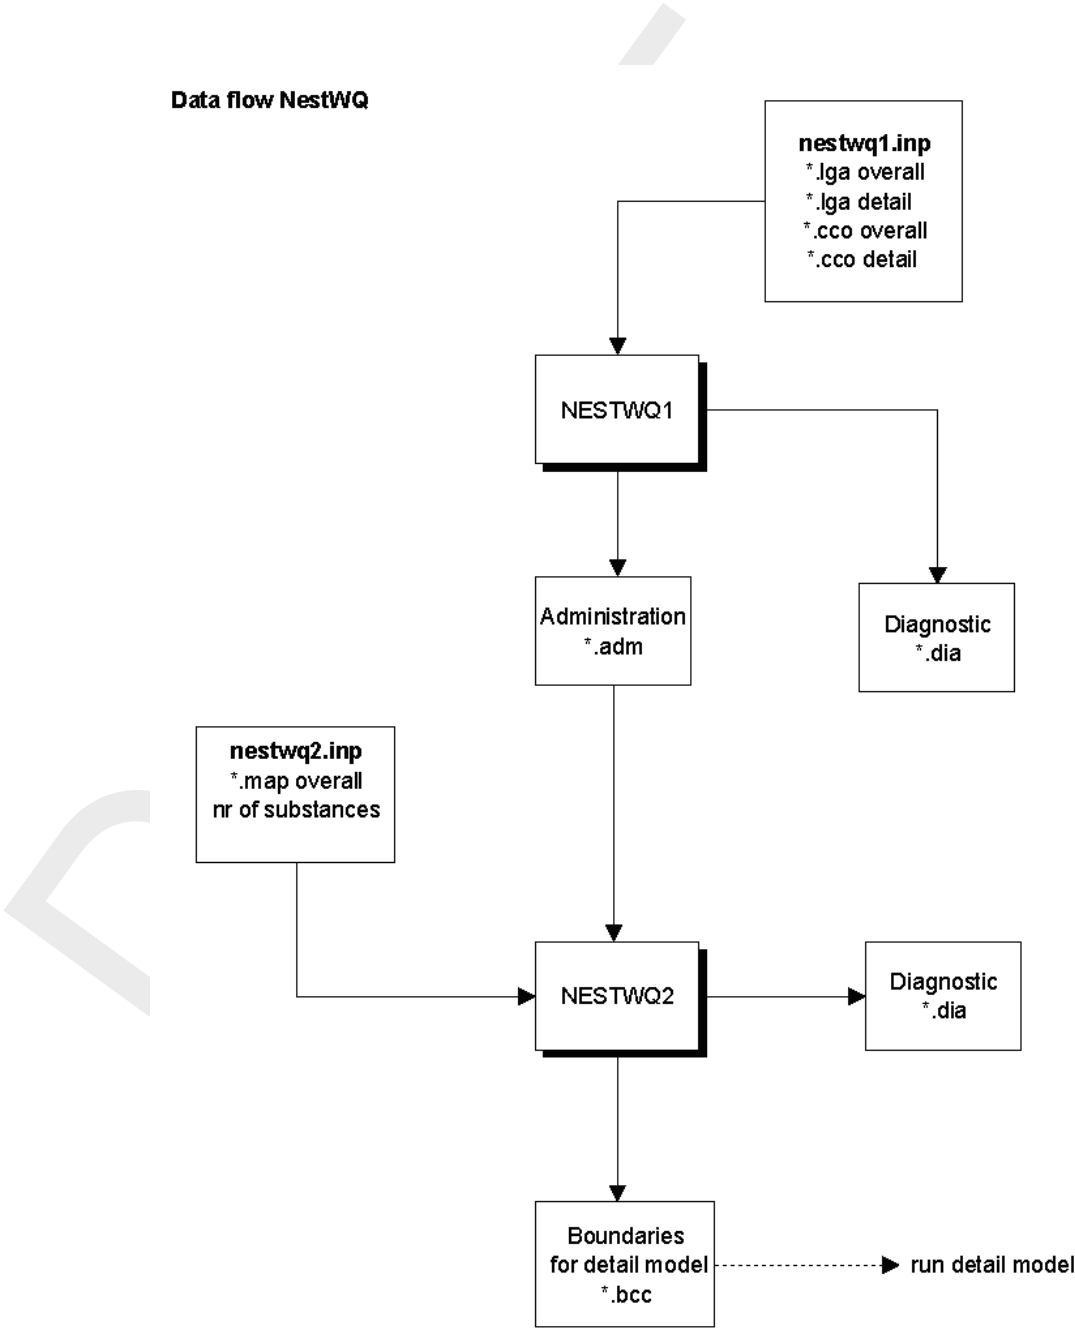 Data flow NestWQ
nestwq1.inp
*.lga overall
*.lga detail
*.cco overall
*.cco detail
NESTWQ1
Administration
*.adm
Diagnostic
*.dia
nestwq2.inp
*.map overall
nr of substances
NESTWQ2
Diagnostic
*.dia
Boundaries
for detail model
*.bcc
run detail model